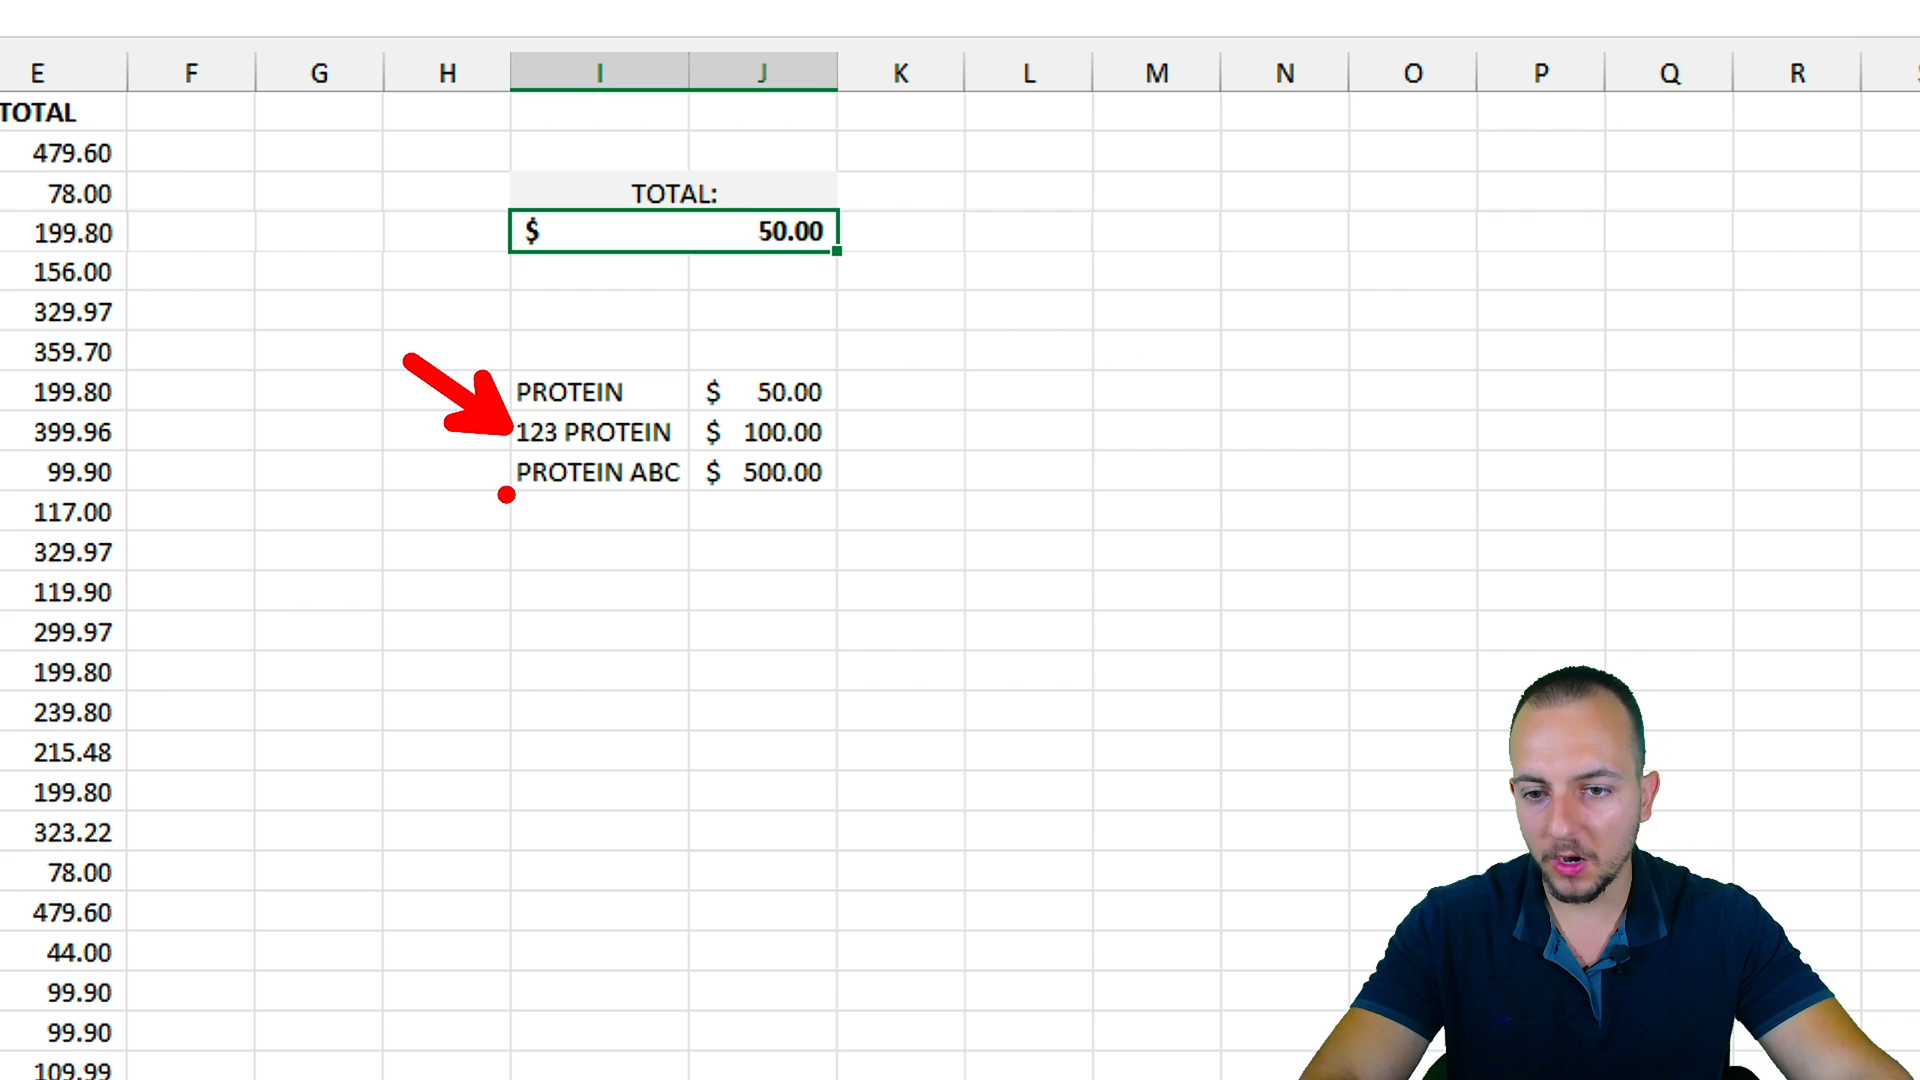 E F G H I J K L M N O P Q R
TOTAL
479.60
78.00 TOTAL:
199.80 $ 50.00
156.00
329.97
359.70
199.80 PROTEIN $ 50.00
399.96 123 PROTEIN $ 100.00
99.90 PROTEIN ABC $ 500.00
117.00
329.97
119.90
299.97
199.80
239.80
215.48
199.80
323.22
78.00
479.60
44.00
99.90
99.90
109.99